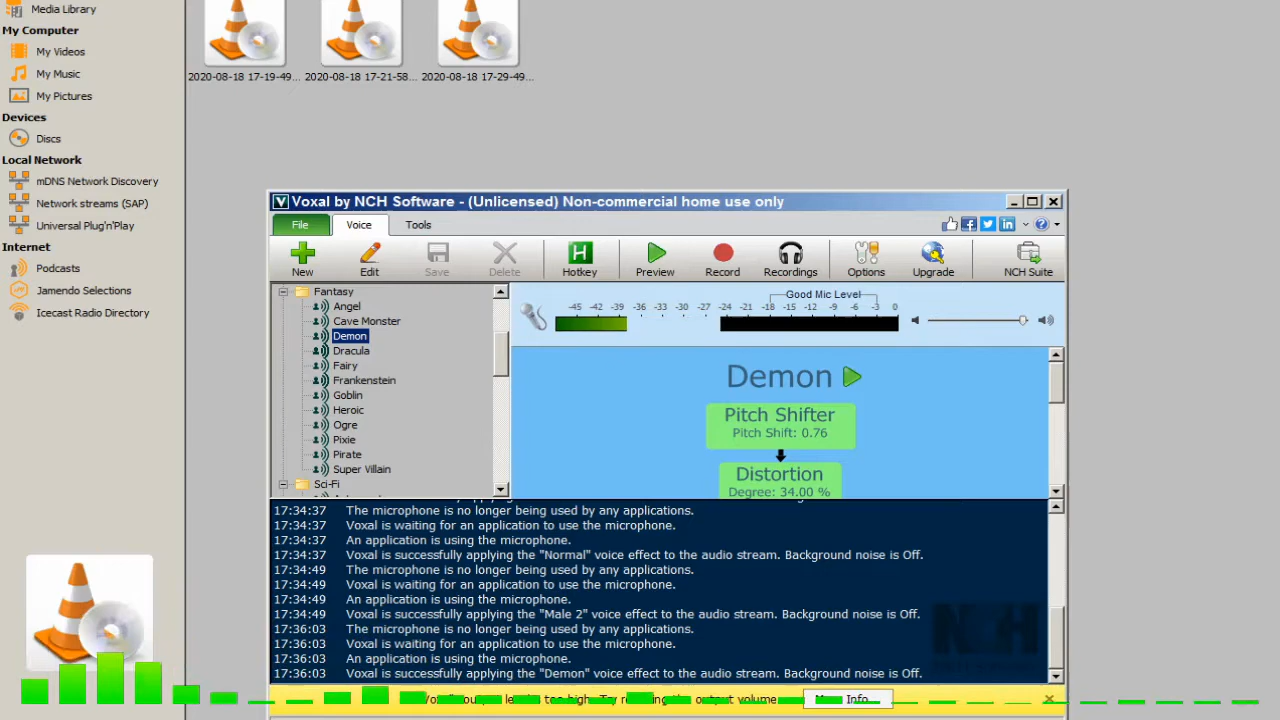 Media Library
My Computer
My Videos
My Music
My Pictures
Devices
Discs
Local Network
mDNS Network Discovery
Network streams (SAP)
Universal Plug'n'Play
Internet
Podcasts
Jamendo Selections
Icecast Radio Directory
2020-08-18 17-19-49... 2020-08-18 17-21-58... 2020-08-18 17-29-49...
Voxal by NCH Software - (Unlicensed) Non-commercial home use only
File Voice Tools
New Edit Save Delete Hotkey Preview Record Recordings Options Upgrade NCH Suite
Fantasy
Angel
Cave Monster
Demon
Dracula
Fairy
Frankenstein
Goblin
Heroic
Ogre
Pixie
Pirate
Super Villain
Sci-Fi
Good Mic Level
-45 -42 -39 -36 -33 -30 -27 -24 -21 -18 -15 -12 -9 -6 -3 0
Demon
Pitch Shifter
Pitch Shift: 0.76
Distortion
Degree: 34.00 %
17:34:37 The microphone is no longer being used by any applications.
17:34:37 Voxal is waiting for an application to use the microphone.
17:34:37 An application is using the microphone.
17:34:37 Voxal is successfully applying the "Normal" voice effect to the audio stream. Background noise is Off.
17:34:49 The microphone is no longer being used by any applications.
17:34:49 Voxal is waiting for an application to use the microphone.
17:34:49 An application is using the microphone.
17:34:49 Voxal is successfully applying the "Male 2" voice effect to the audio stream. Background noise is Off.
17:36:03 The microphone is no longer being used by any applications.
17:36:03 Voxal is waiting for an application to use the microphone.
17:36:03 An application is using the microphone.
17:36:03 Voxal is successfully applying the "Demon" voice effect to the audio stream. Background noise is Off.
NCH
too high. Try the output volume
Info